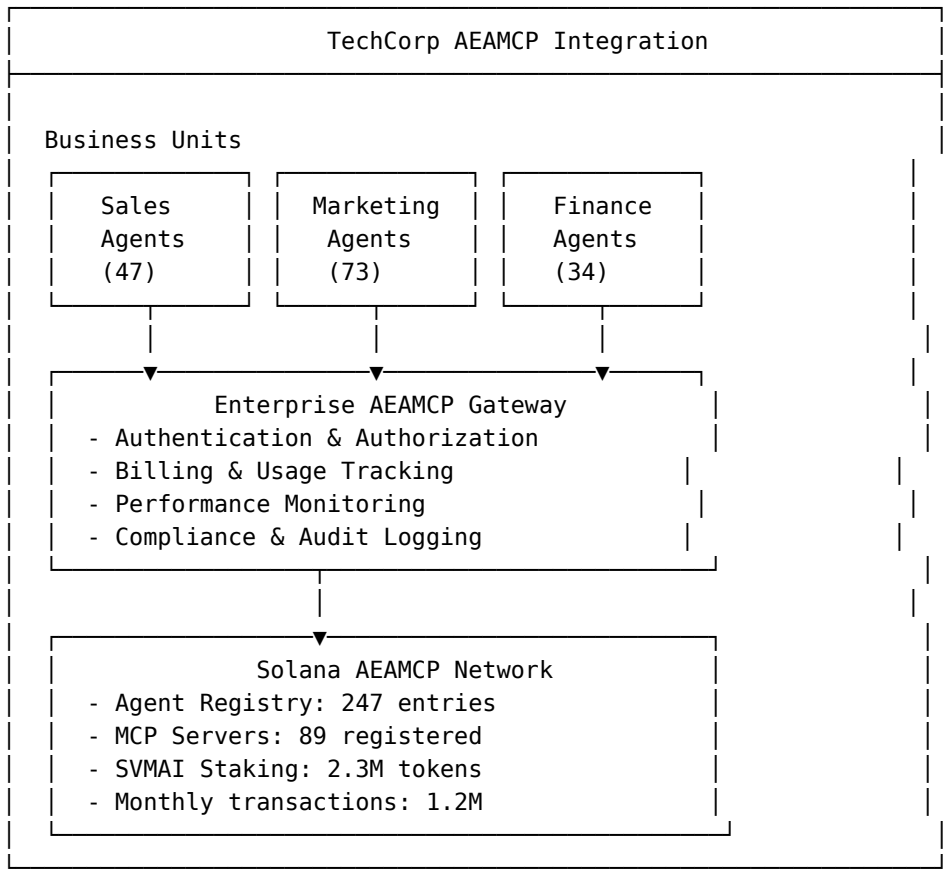 TechCorp AEAMCP Integration
Business Units
Sales Agents (47)
Marketing Agents (73)
Finance Agents (34)
Enterprise AEAMCP Gateway
- Authentication & Authorization
- Billing & Usage Tracking
- Performance Monitoring
- Compliance & Audit Logging
Solana AEAMCP Network
- Agent Registry: 247 entries
- MCP Servers: 89 registered
- SVMAI Staking: 2.3M tokens
- Monthly transactions: 1.2M